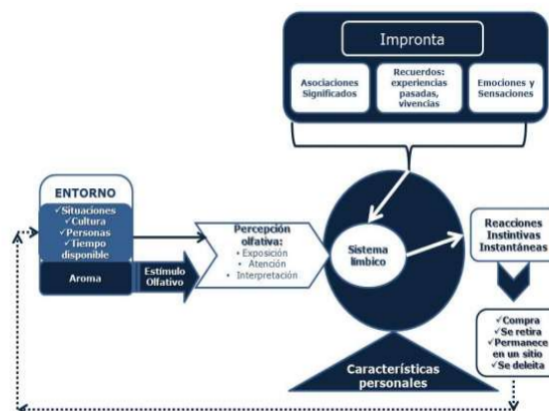 Impronta
Asociaciones
Significados
Recuerdos:
experiencias
pasadas,
vivencias
Emociones y
Sensaciones
ENTORNO
✓Situaciones
✓Cultura
✓Personas
✓Tiempo
disponible
Aroma
Estímulo
Olfativo
Percepción
olfativa:
• Exposición
• Atención
• Interpretación
Sistema
límbico
Reacciones
Instintivas
Instantáneas
✓Compra
✓Se retira
✓Permanece
en un sitio
✓Se deleita
Características
personales